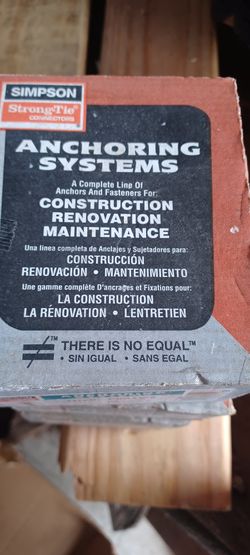 SIMPSON
Strong-Tie
CONNECTORS
ANCHORING
SYSTEMS
A Complete Line Of
Anchors And Fasteners For:
CONSTRUCTION
RENOVATION
MAINTENANCE
Una línea completa de Anclajes y Sujetadores para:
CONSTRUCCIÓN
RENOVACIÓN • MANTENIMIENTO
Une gamme complète D'ancrages et Fixations pour:
LA CONSTRUCTION
LA RÉNOVATION • L'ENTRETIEN
THERE IS NO EQUAL™
• SIN IGUAL • SANS EGAL